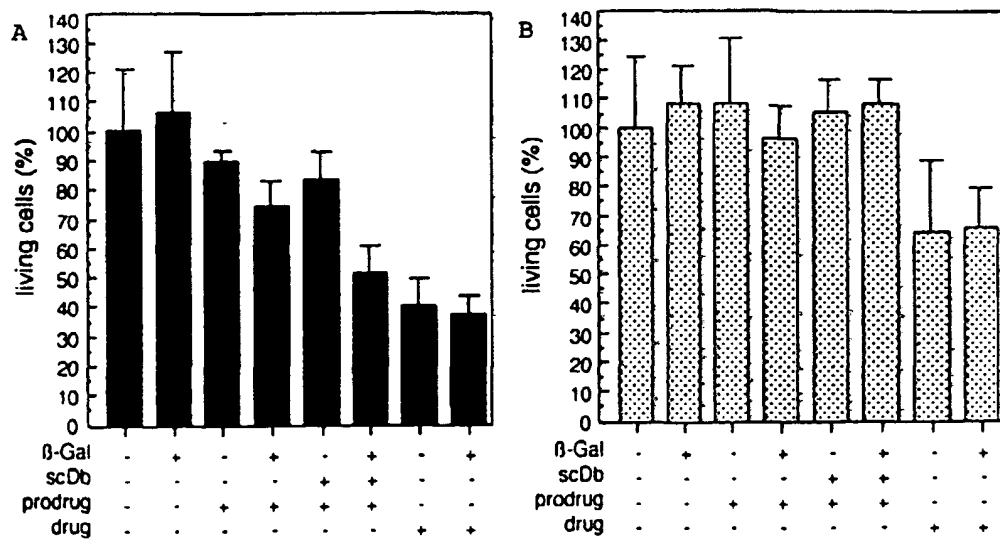 A
living cells (%)
140
130
120
110
100
90
80
70
60
50
40
30
20
10
0
B
living cells (%)
140
130
120
110
100
90
80
70
60
50
40
30
20
10
0
ß-Gal - + - + - + - +
scDb - - - - + + - -
prodrug - - + + + + - -
drug - - - - - - + +
ß-Gal - + - + - + - +
scDb - - - - + + - -
prodrug - - + + + + - -
drug - - - - - - + +